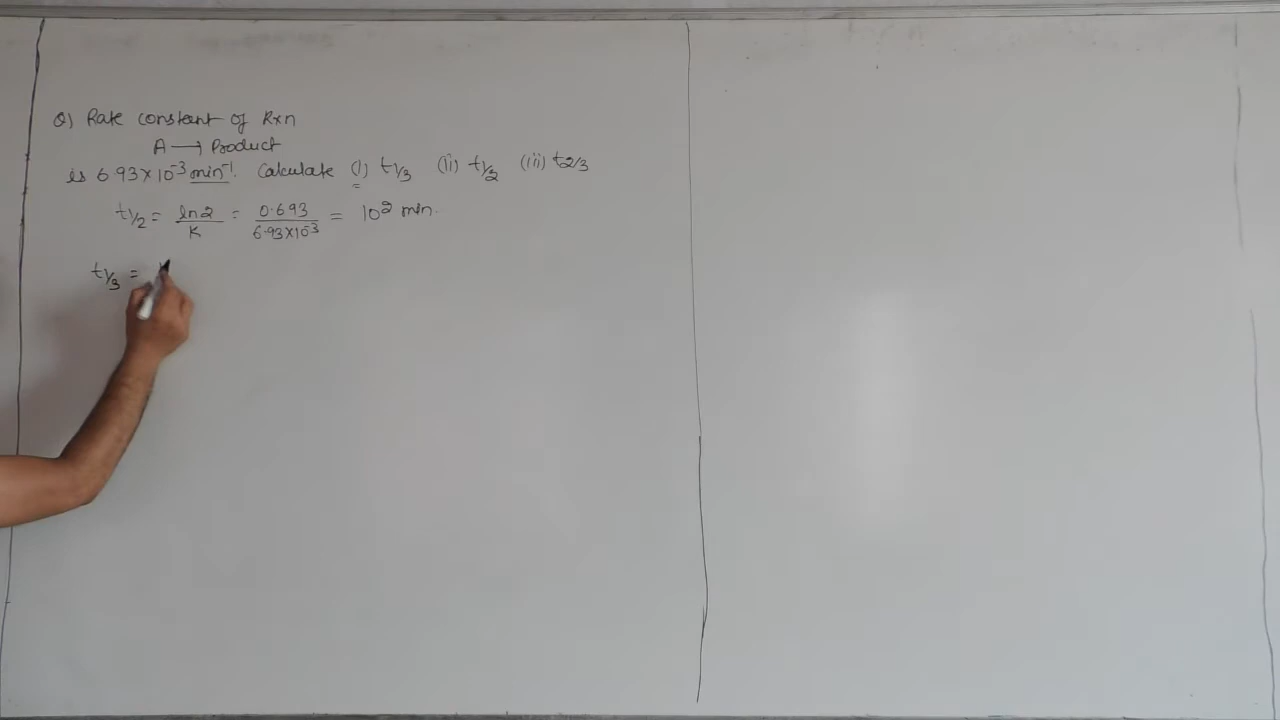 Q) Rate constant of Rxn
A → Product
is 6.93×10⁻³ min⁻¹. Calculate (i) t1/3 (ii) t1/2 (iii) t2/3
t1/2 = ln2/K = 0.693/6.93×10⁻³ = 10² min.
t1/3 =